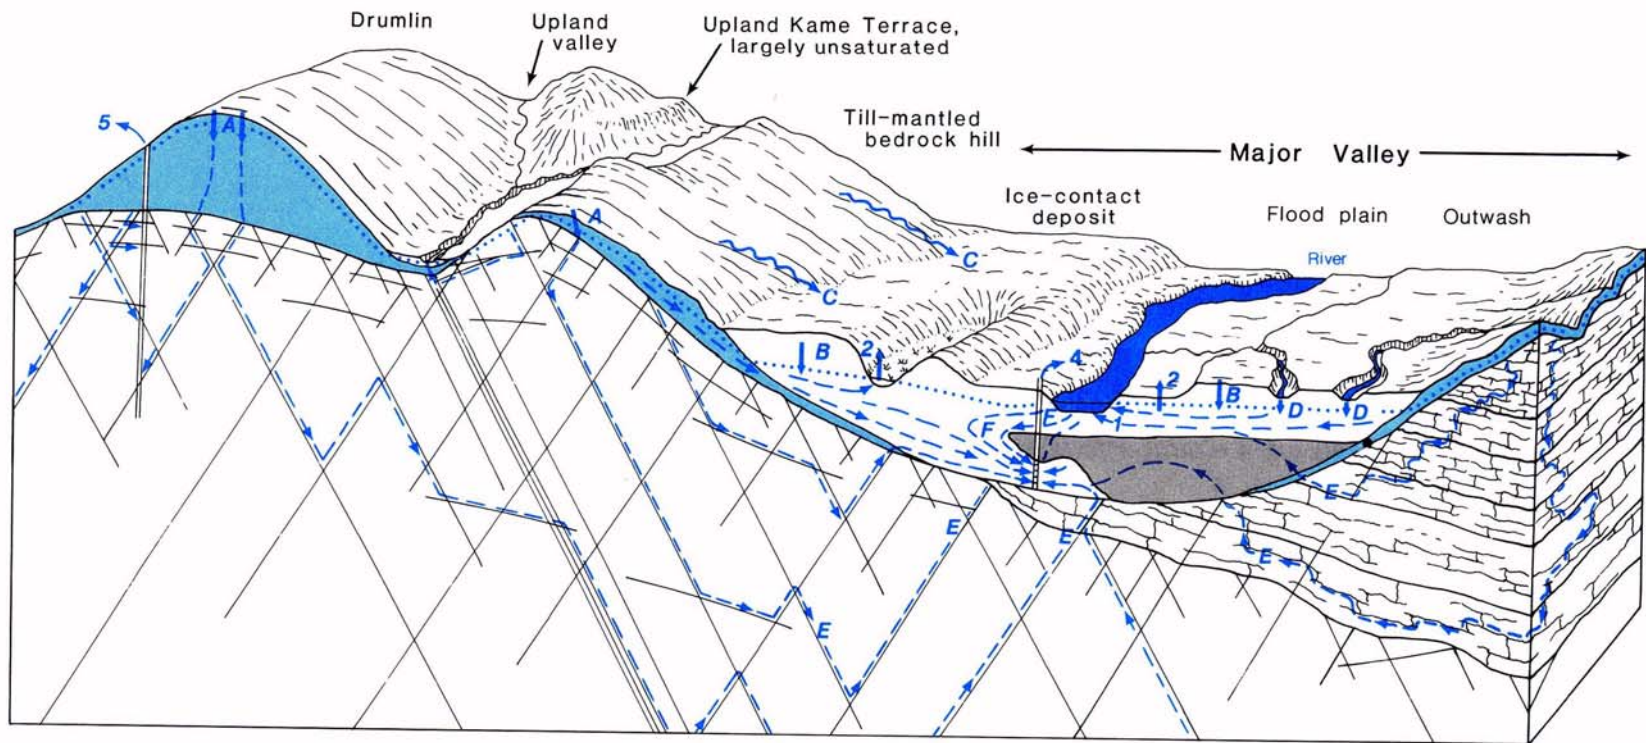 Drumlin
Upland
valley
Upland Kame Terrace,
largely unsaturated
Till-mantled
bedrock hill
Major Valley
Ice-contact
deposit
Flood plain
Outwash
River
5
A
A
C
C
B
2
4
2
B
D
D
E
F
1
E
E
E
E
E